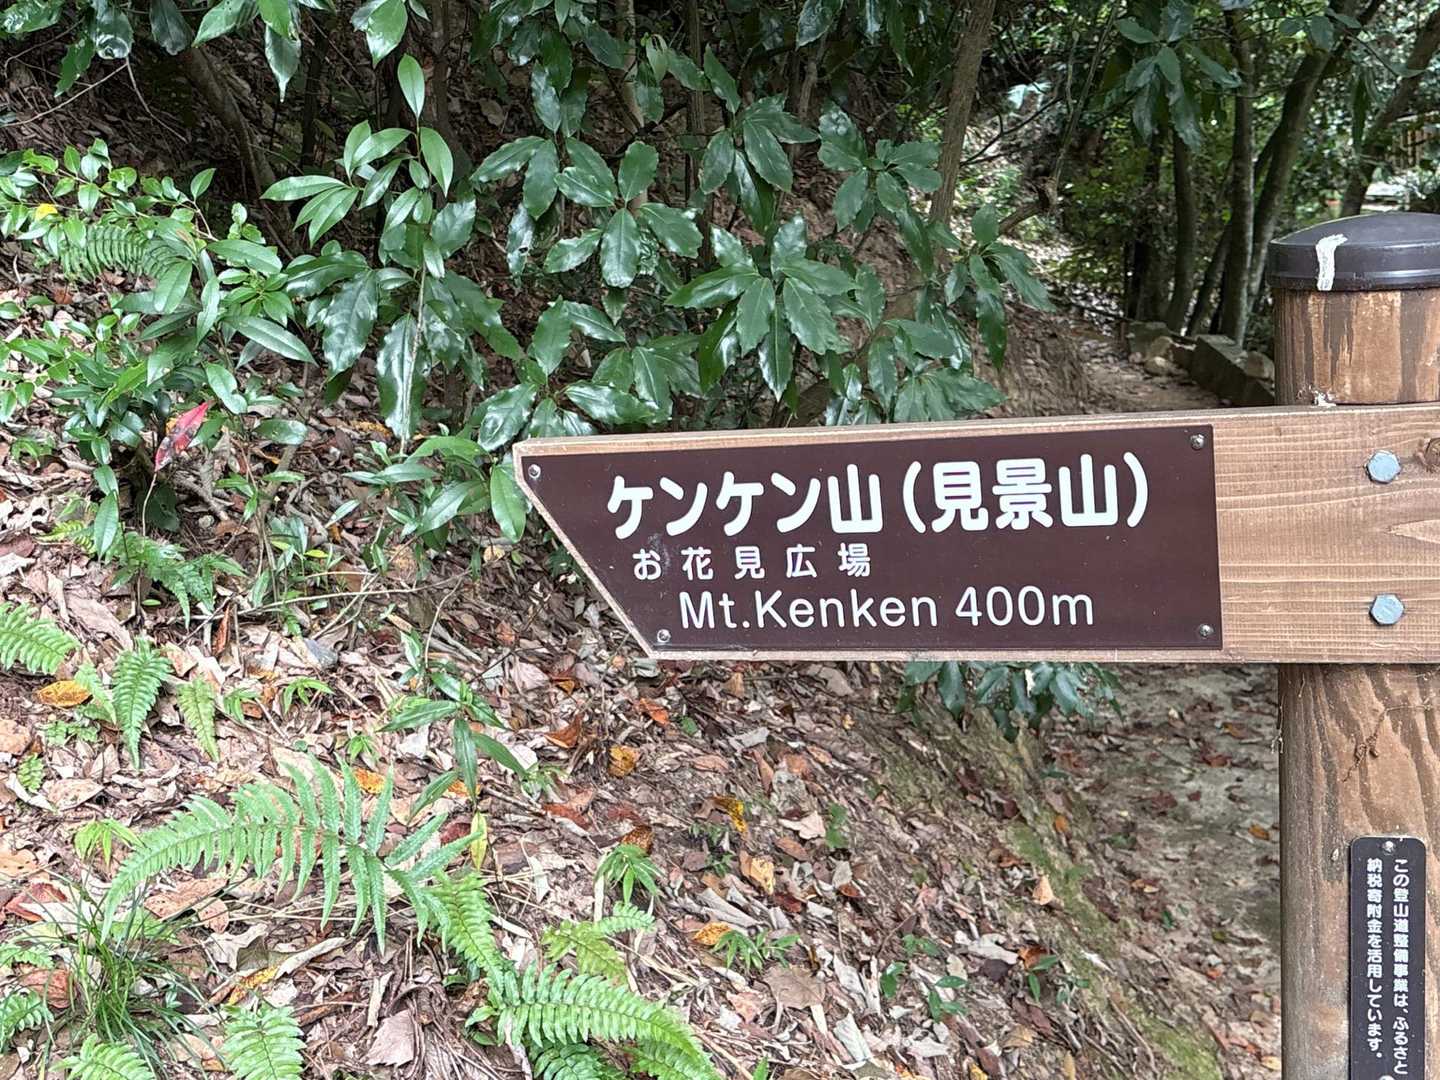 ケンケン山（見景山）
お花見広場
Mt.Kenken 400m
この登山道整備事業は、ふるさと
納税寄附金を活用しています。